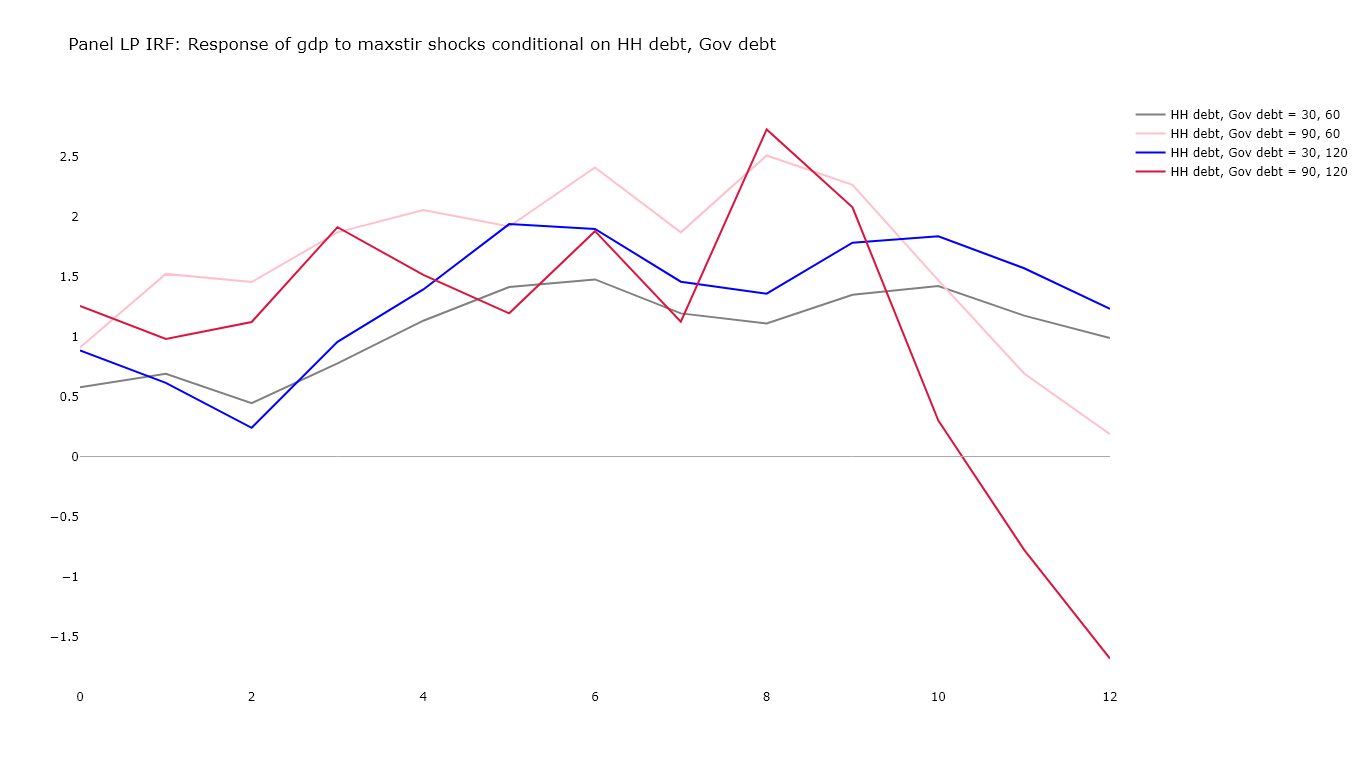 Panel LP IRF: Response of gdp to maxstir shocks conditional on HH debt, Gov debt
HH debt, Gov debt = 30, 60
HH debt, Gov debt = 90, 60
HH debt, Gov debt = 30, 120
HH debt, Gov debt = 90, 120
2.5
2
1.5
1
0.5
0
−0.5
−1
−1.5
0 2 4 6 8 10 12